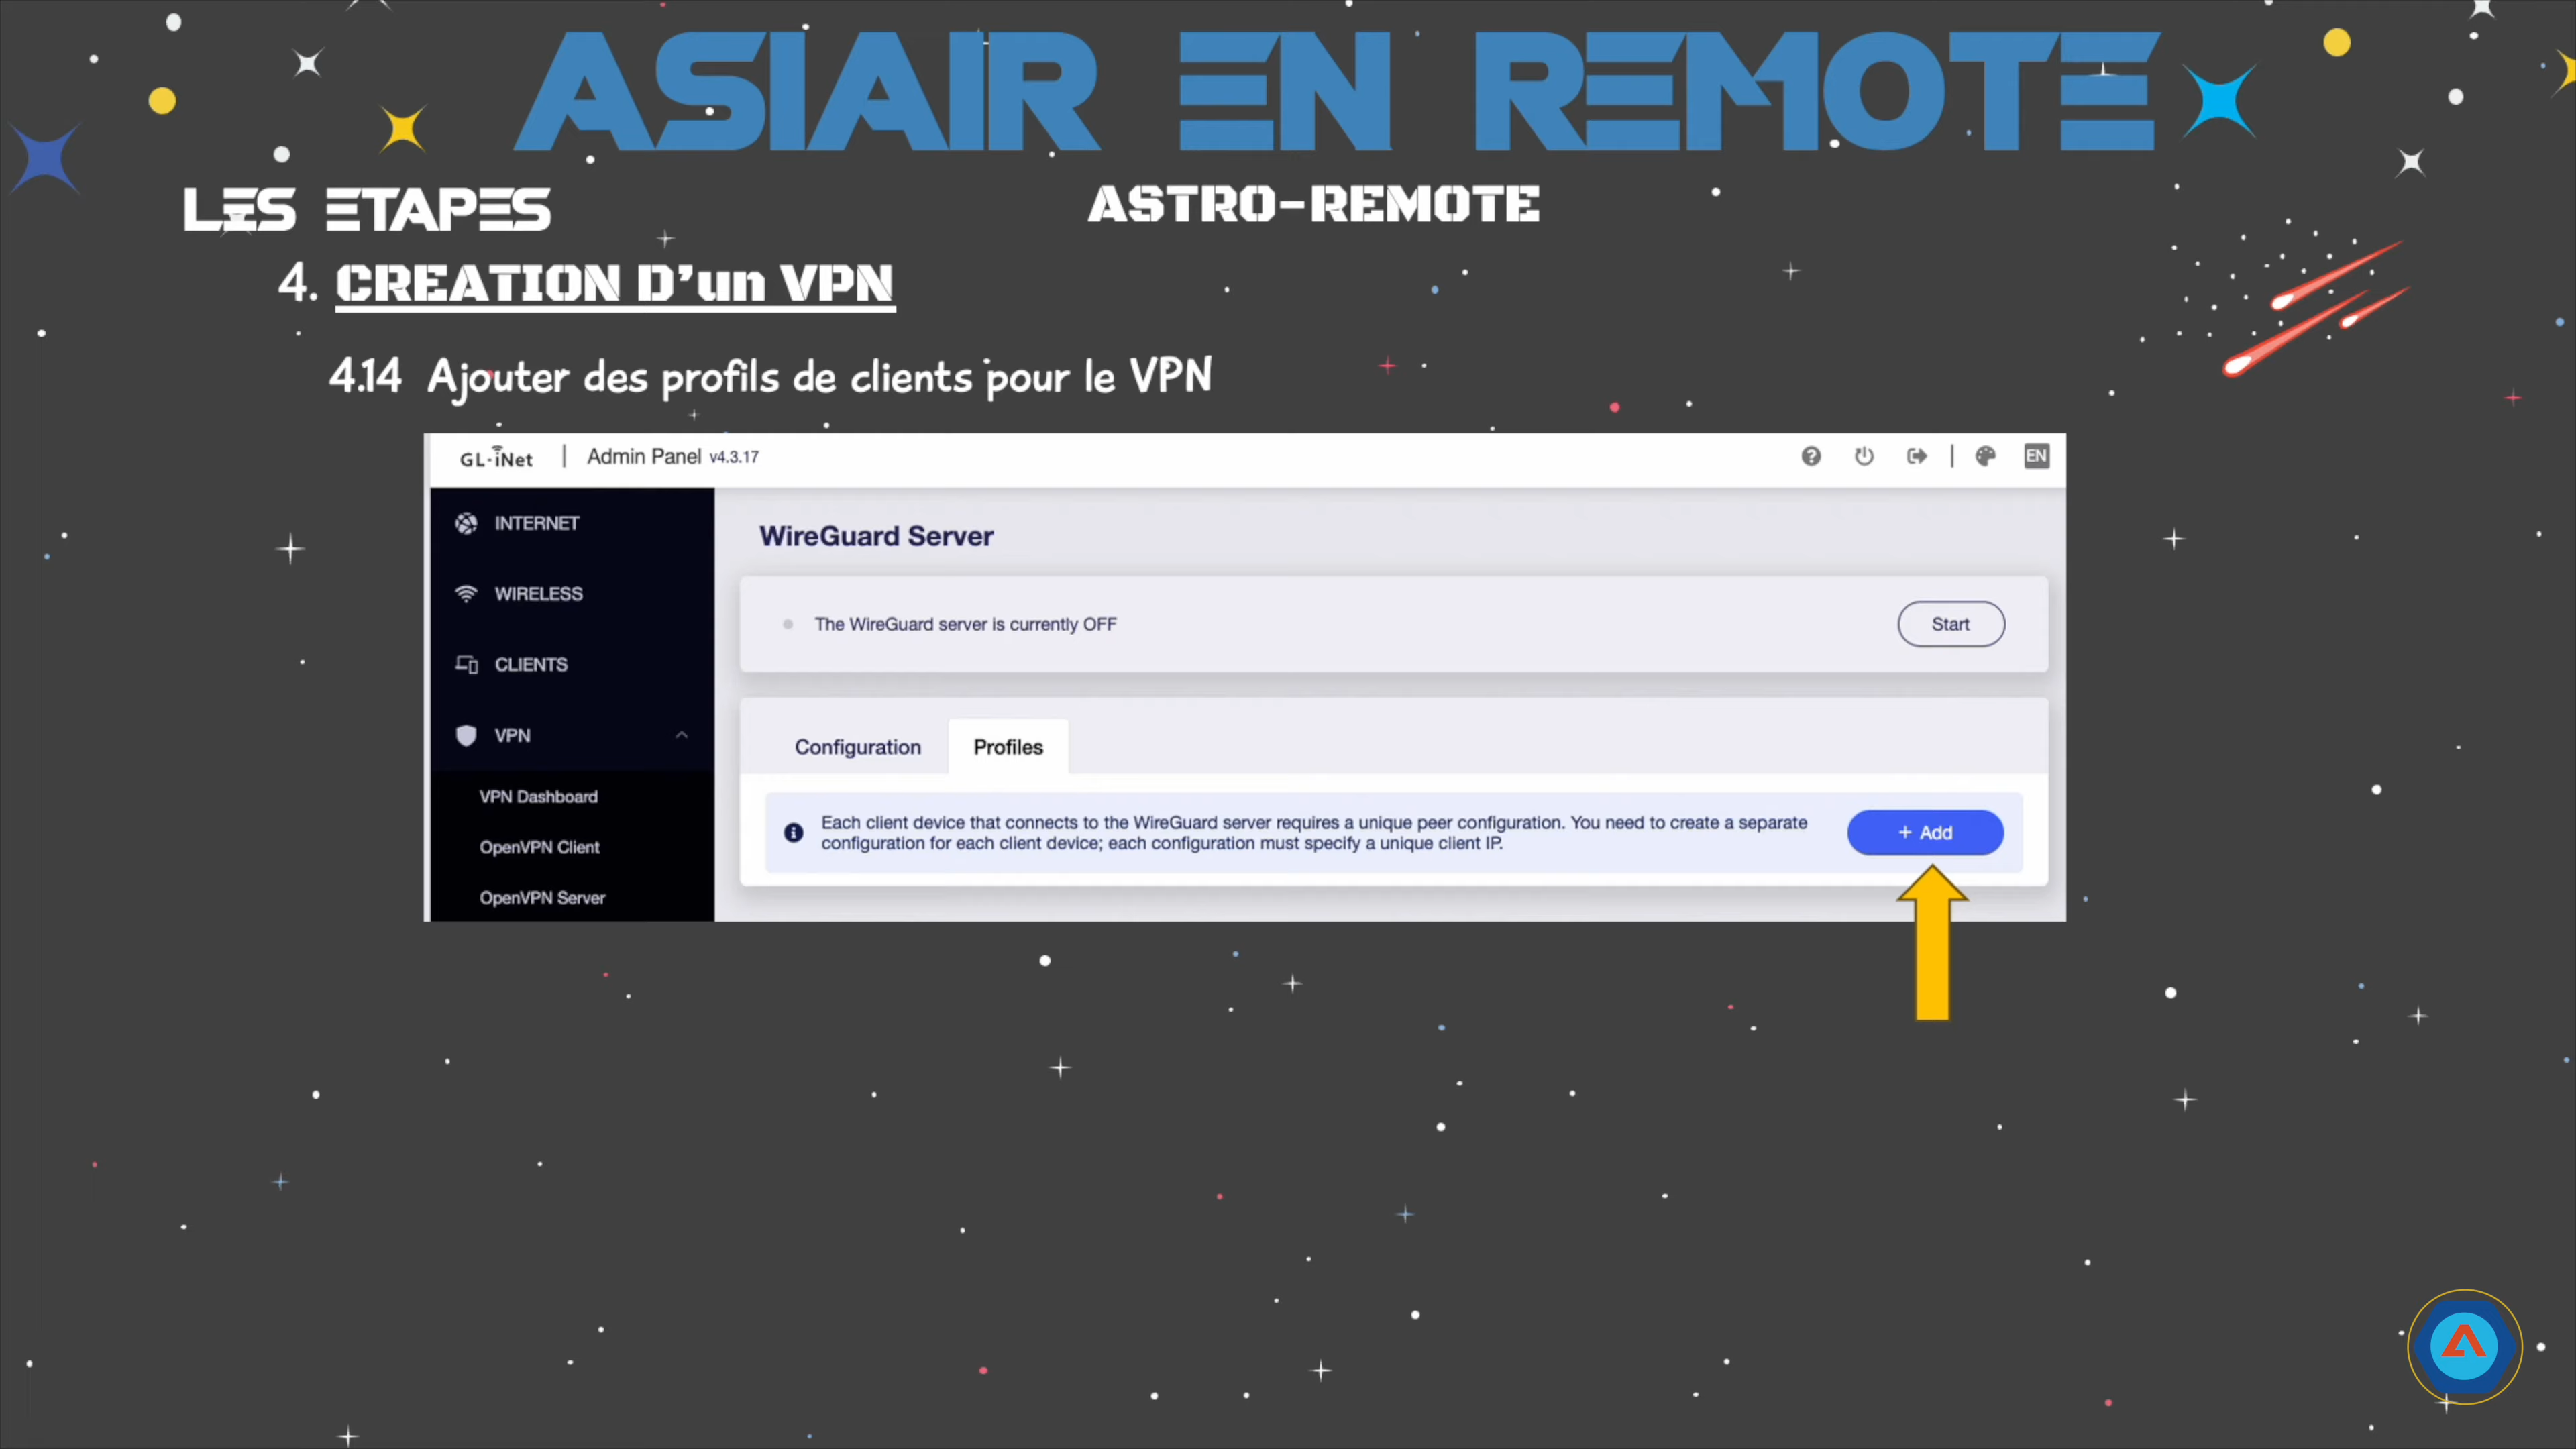 ASIAIR EN REMOTE
LES ETAPES
ASTRO-REMOTE
4. CREATION D'un VPN
4.14 Ajouter des profils de clients pour le VPN
GL·iNet | Admin Panel v4.3.17
EN
INTERNET
WIRELESS
CLIENTS
VPN
VPN Dashboard
OpenVPN Client
OpenVPN Server
WireGuard Server
The WireGuard server is currently OFF
Start
Configuration
Profiles
Each client device that connects to the WireGuard server requires a unique peer configuration. You need to create a separate
configuration for each client device; each configuration must specify a unique client IP.
+ Add